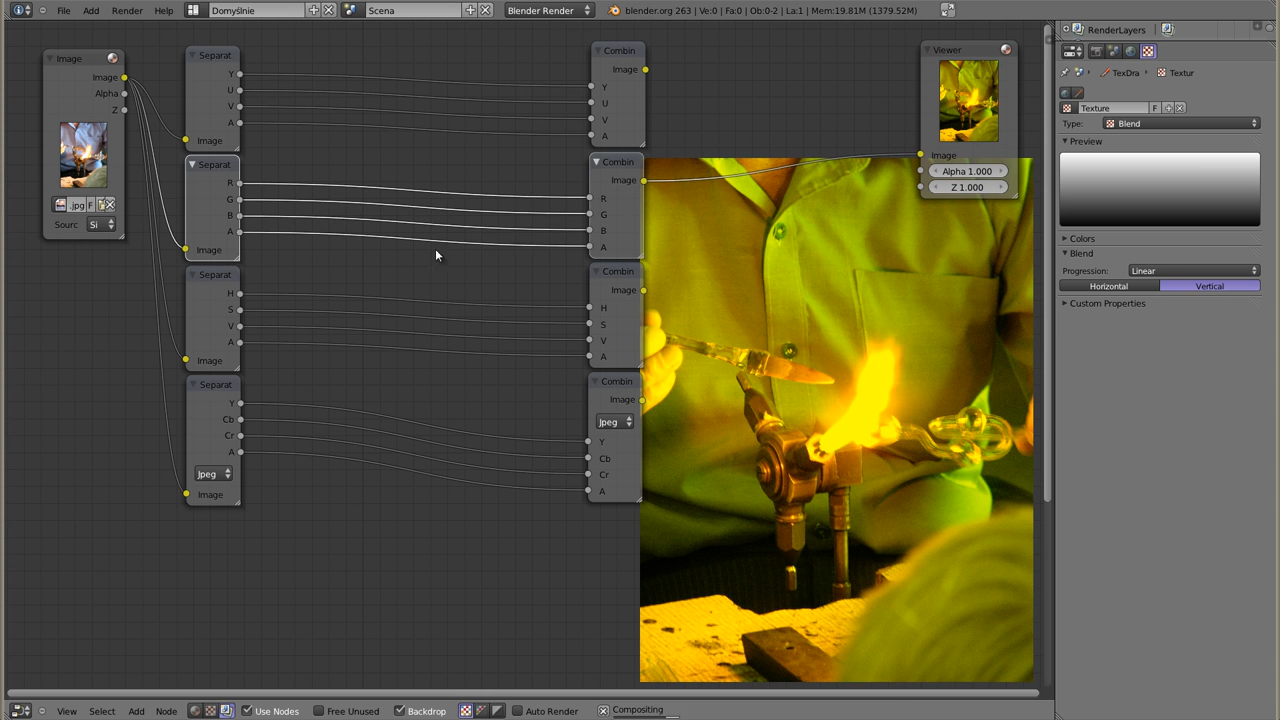 File Add Render Help Domyślnie Scena Blender Render blender.org 263 | Ve:0 | Fa:0 | Ob:0-2 | La:1 | Mem:19.81M (1379.52M)
Image
Image
Alpha
Z
.jpg F
Sourc Si
Separat
Y
U
V
A
Image
Separat
R
G
B
A
Image
Separat
H
S
V
A
Image
Separat
Y
Cb
Cr
A
Jpeg
Image
Combin
Image
Y
U
V
A
Combin
Image
R
G
B
A
Combin
Image
H
S
V
A
Combin
Image
Jpeg
Y
Cb
Cr
A
Viewer
Image
Alpha 1.000
Z 1.000
RenderLayers
TexDra Textur
Texture F
Type: Blend
Preview
Colors
Blend
Progression: Linear
Horizontal Vertical
Custom Properties
View Select Add Node Use Nodes Free Unused Backdrop Auto Render Compositing